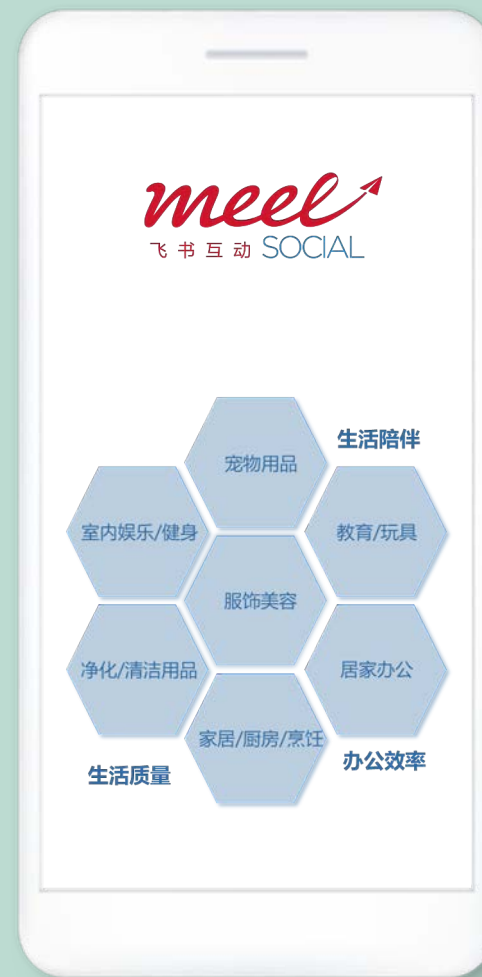 meet
飞书互动 SOCIAL
宠物用品
生活陪伴
室内娱乐/健身
教育/玩具
服饰美容
净化/清洁用品
居家办公
家居/厨房/烹饪
生活质量
办公效率